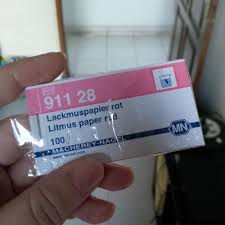 REF 911 28
Lackmuspapier rot
Litmus paper red
100
MACHEREY-NAGEL
MN